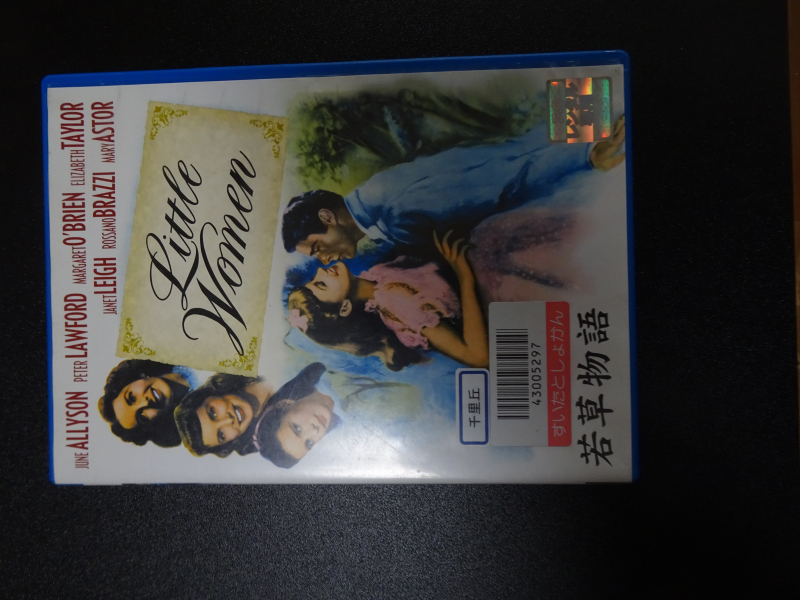 JUNE ALLYSON PETER LAWFORD MARGARET O'BRIEN ELIZABETH TAYLOR
JANET LEIGH ROSSANO BRAZZI MARY ASTOR
Little
Women
千里丘
43005297
すいたとしょかん
若草物語